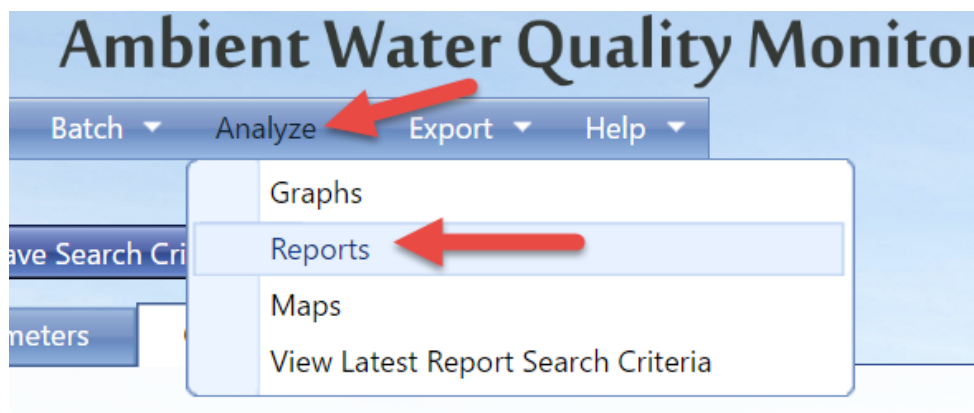 Ambient Water Quality Monitor
Batch Analyze Export Help
Graphs
ave Search Cri
Reports
Maps
meters
View Latest Report Search Criteria